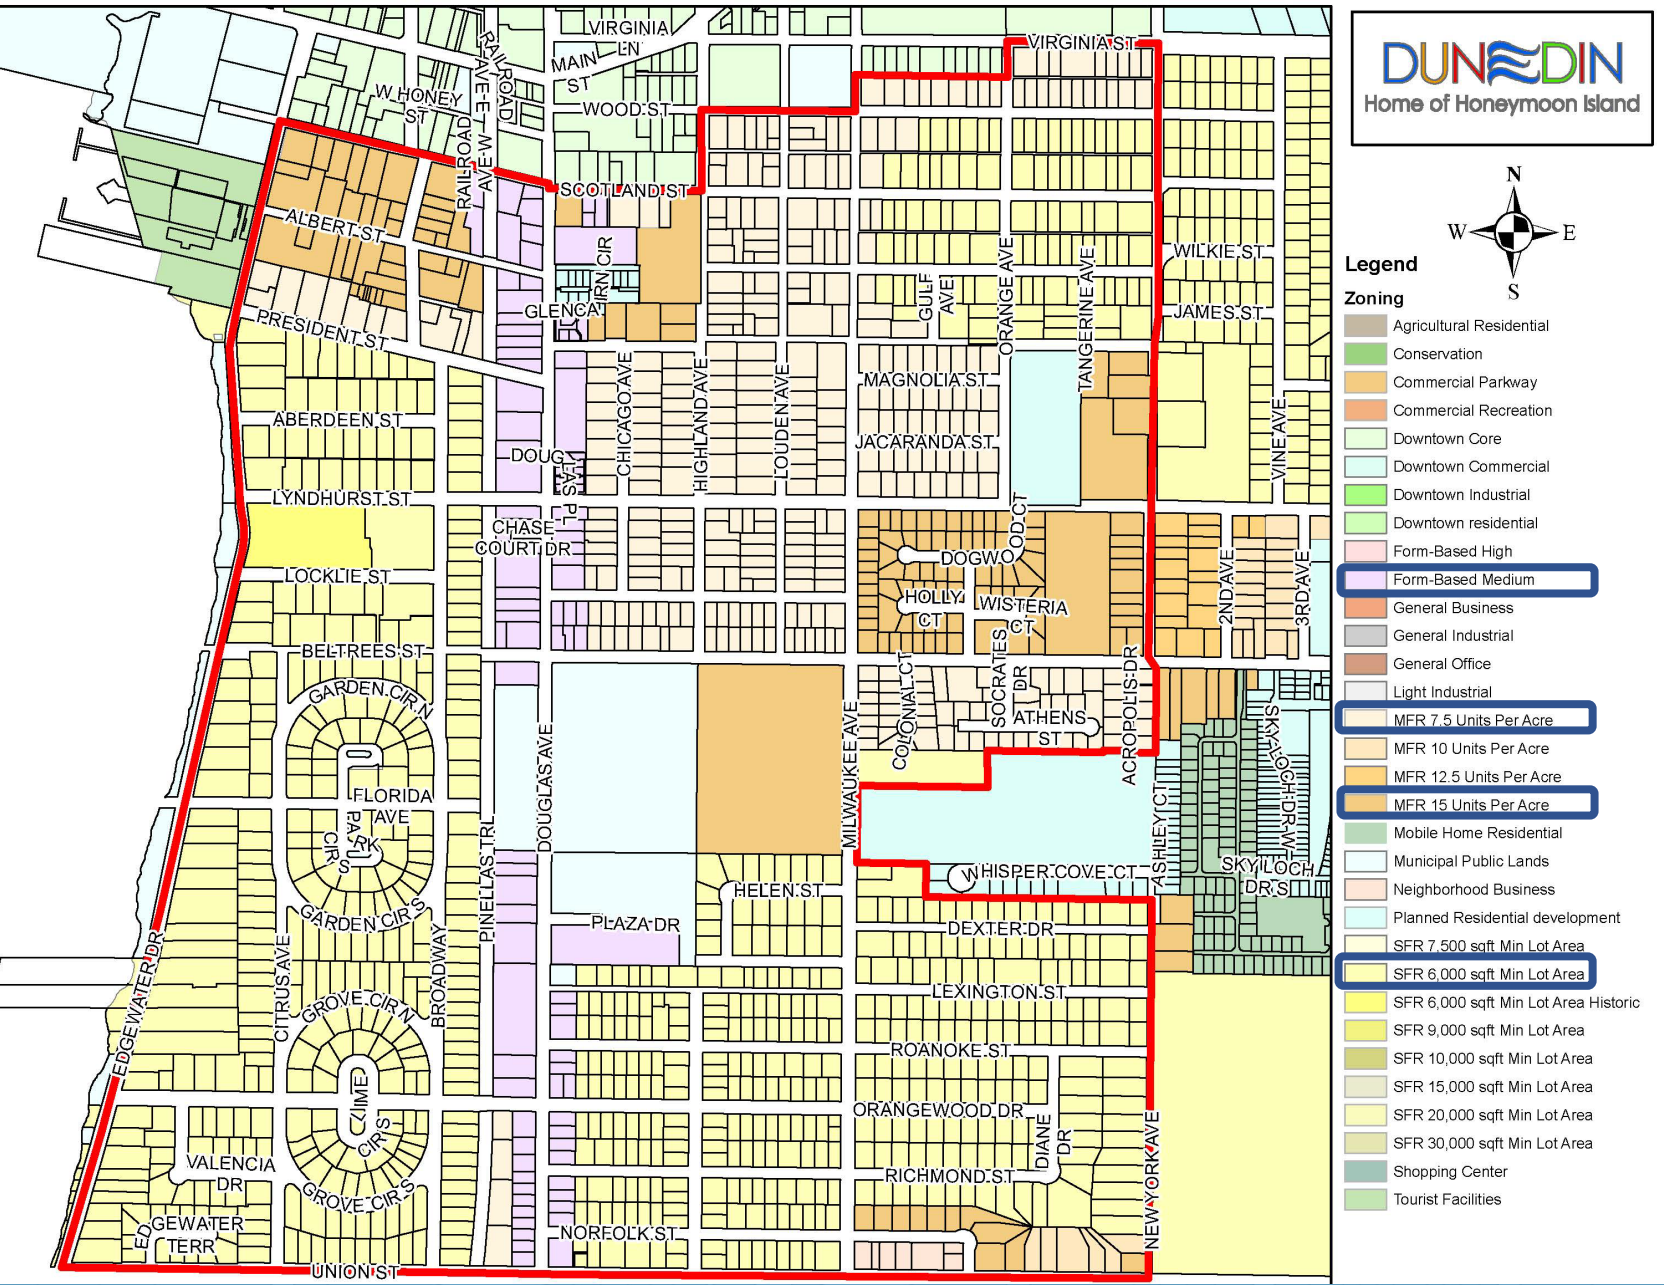 VIRGINIA
LN
MAIN
ST
RAILROAD
AVE E
W HONEY
ST
WOOD ST
VIRGINIA ST
RAILROAD
AVE W
SCOTLAND ST
ALBERT ST
CIR
GLENCAIRN
PRESIDENT ST
GULF
AVE
ORANGE AVE
TANGERINE AVE
WILKIE ST
JAMES ST
MAGNOLIA ST
JACARANDA ST
CHICAGO AVE
HIGHLAND AVE
LOUDEN AVE
VINE AVE
ABERDEEN ST
DOUGLAS PL
LYNDHURST ST
CHASE
COURT DR
DOGWOOD CT
LOCKLIE ST
HOLLY
CT
WISTERIA
CT
2ND AVE
3RD AVE
BELTREES ST
GARDEN CIR N
COLONIAL CT
SOCRATES
DR
ATHENS
ST
ACROPOLIS DR
SKY LOCH DR W
MILWAUKEE AVE
DOUGLAS AVE
FLORIDA
AVE
PARK
CIR S
PINELLAS TRL
ASHLEY CT
HELEN ST
WHISPER COVE CT
SKY LOCH
DR S
GARDEN CIR S
PLAZA DR
DEXTER DR
EDGEWATER DR
CITRUS AVE
BROADWAY
GROVE CIR N
LEXINGTON ST
ROANOKE ST
LIME
CIR S
ORANGEWOOD DR
DIANE
DR
VALENCIA
DR
GROVE CIR S
RICHMOND ST
NEW YORK AVE
EDGEWATER
TERR
NORFOLK ST
UNION ST
DUNEDIN
Home of Honeymoon Island
N
W E
S
Legend
Zoning
Agricultural Residential
Conservation
Commercial Parkway
Commercial Recreation
Downtown Core
Downtown Commercial
Downtown Industrial
Downtown residential
Form-Based High
Form-Based Medium
General Business
General Industrial
General Office
Light Industrial
MFR 7.5 Units Per Acre
MFR 10 Units Per Acre
MFR 12.5 Units Per Acre
MFR 15 Units Per Acre
Mobile Home Residential
Municipal Public Lands
Neighborhood Business
Planned Residential development
SFR 7,500 sqft Min Lot Area
SFR 6,000 sqft Min Lot Area
SFR 6,000 sqft Min Lot Area Historic
SFR 9,000 sqft Min Lot Area
SFR 10,000 sqft Min Lot Area
SFR 15,000 sqft Min Lot Area
SFR 20,000 sqft Min Lot Area
SFR 30,000 sqft Min Lot Area
Shopping Center
Tourist Facilities